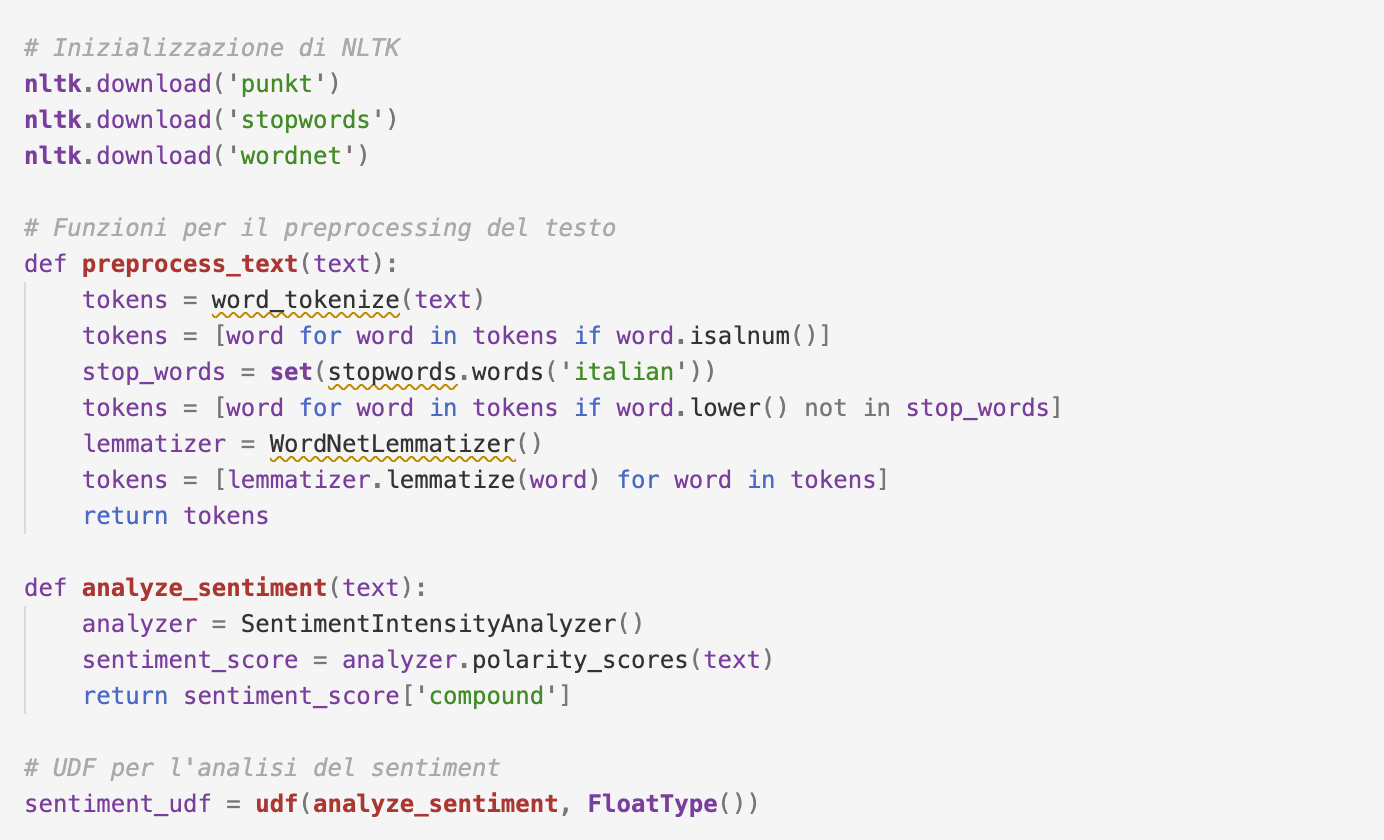 # Inizializzazione di NLTK
nltk.download('punkt')
nltk.download('stopwords')
nltk.download('wordnet')

# Funzioni per il preprocessing del testo
def preprocess_text(text):
    tokens = word_tokenize(text)
    tokens = [word for word in tokens if word.isalnum()]
    stop_words = set(stopwords.words('italian'))
    tokens = [word for word in tokens if word.lower() not in stop_words]
    lemmatizer = WordNetLemmatizer()
    tokens = [lemmatizer.lemmatize(word) for word in tokens]
    return tokens

def analyze_sentiment(text):
    analyzer = SentimentIntensityAnalyzer()
    sentiment_score = analyzer.polarity_scores(text)
    return sentiment_score['compound']

# UDF per l'analisi del sentiment
sentiment_udf = udf(analyze_sentiment, FloatType())